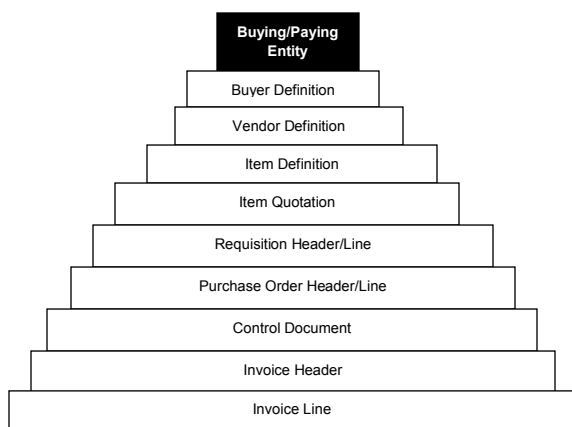 Buying/Paying
Entity
Buyer Definition
Vendor Definition
Item Definition
Item Quotation
Requisition Header/Line
Purchase Order Header/Line
Control Document
Invoice Header
Invoice Line